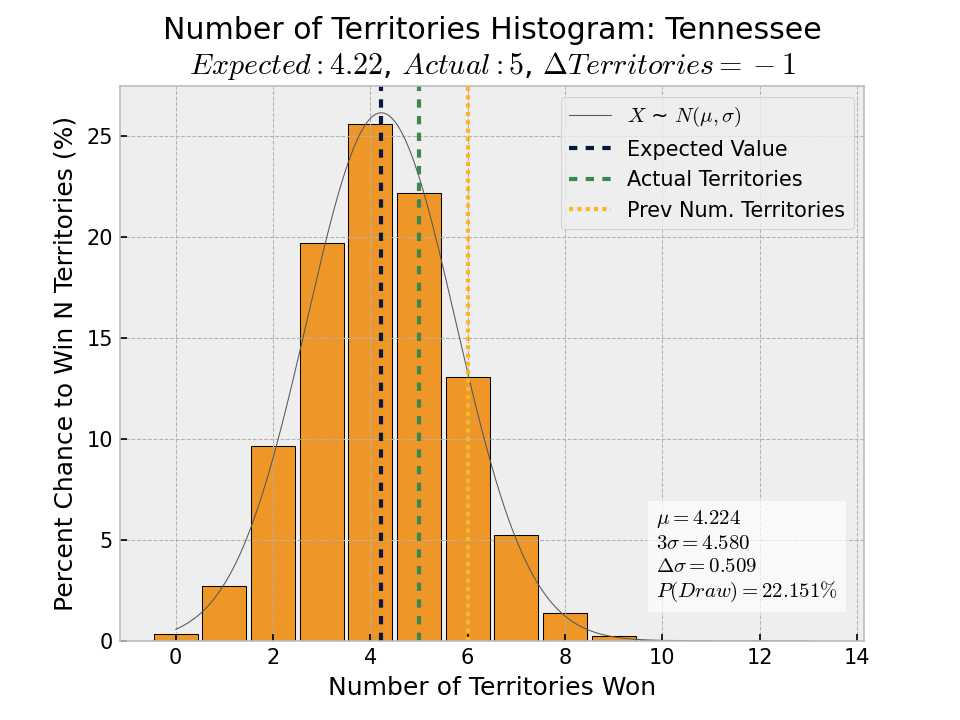 Number of Territories Histogram: Tennessee
Expected : 4.22, Actual : 5, ΔTerritories = −1
Percent Chance to Win N Territories (%)
25
20
15
10
5
0
X ∼ N(μ, σ)
Expected Value
Actual Territories
Prev Num. Territories
μ = 4.224
3σ = 4.580
Δσ = 0.509
P(Draw) = 22.151%
0 2 4 6 8 10 12 14
Number of Territories Won